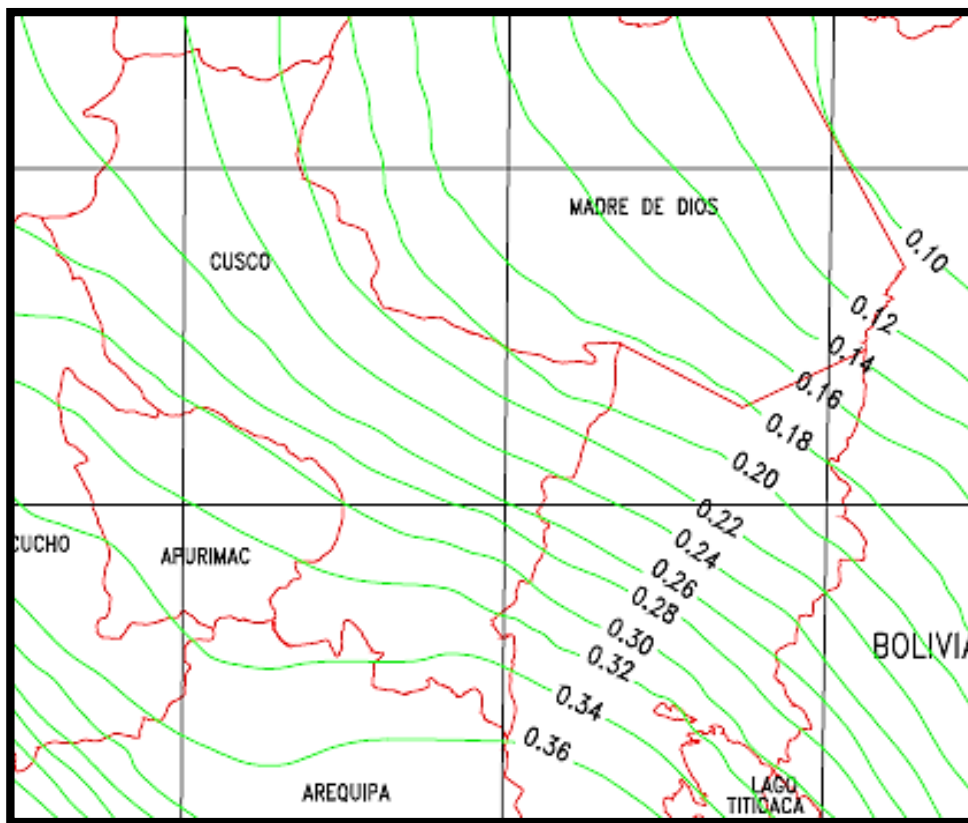 MADRE DE DIOS
0.10
CUSCO
0.12
0.14
0.16
0.18
0.20
0.22
CUCHO
APURIMAC
0.24
0.26
0.28
0.30
BOLIVIA
0.32
0.34
0.36
AREQUIPA
LAGO
TITICACA